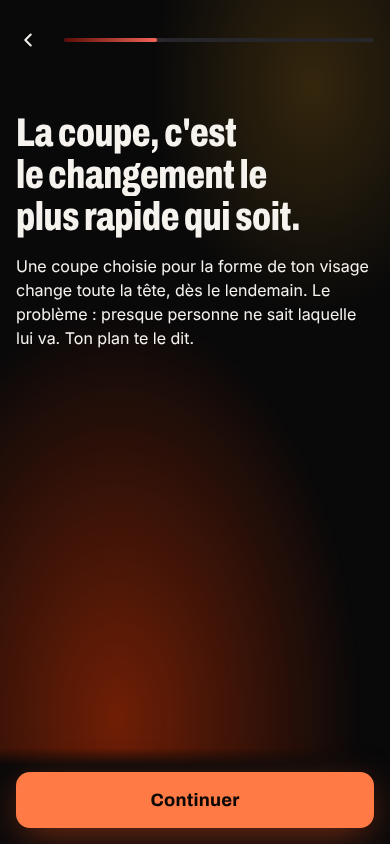 La coupe, c'est
le changement le
plus rapide qui soit.
Une coupe choisie pour la forme de ton visage
change toute la tête, dès le lendemain. Le
problème : presque personne ne sait laquelle
lui va. Ton plan te le dit.
Continuer